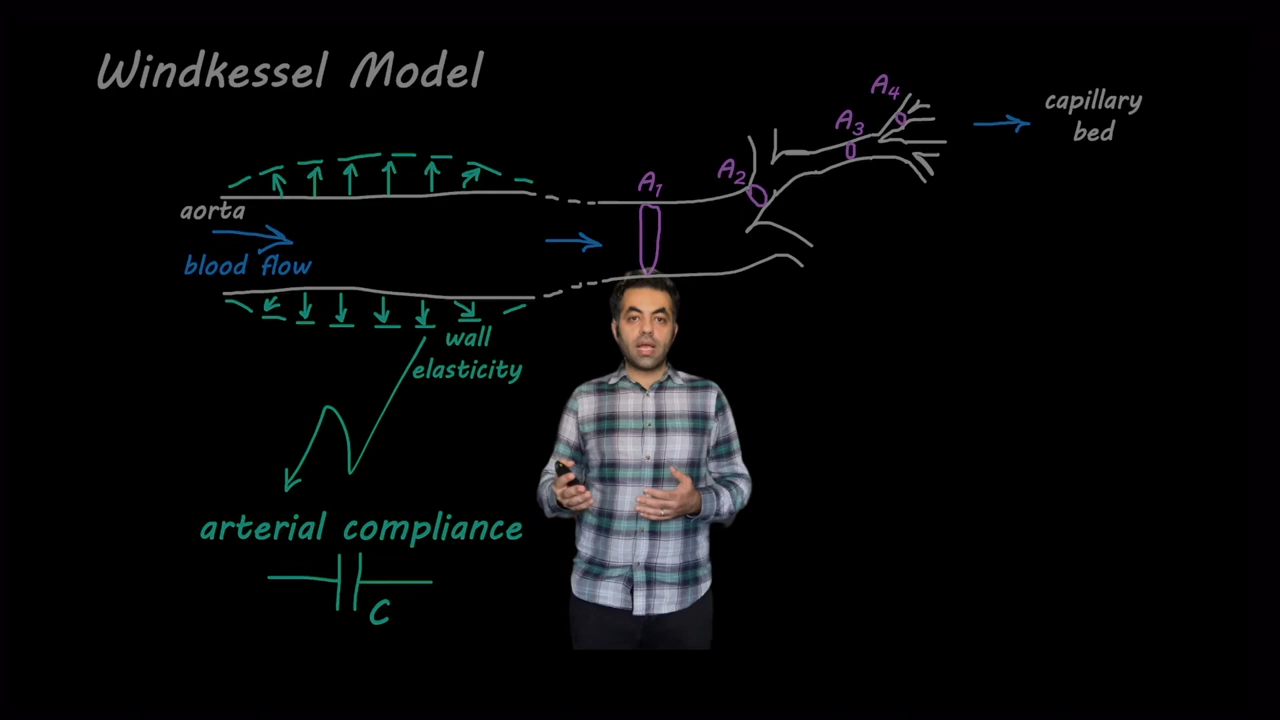 Windkessel Model
A₄
capillary
bed
A₃
A₂
A₁
aorta
blood flow
wall
elasticity
arterial compliance
C